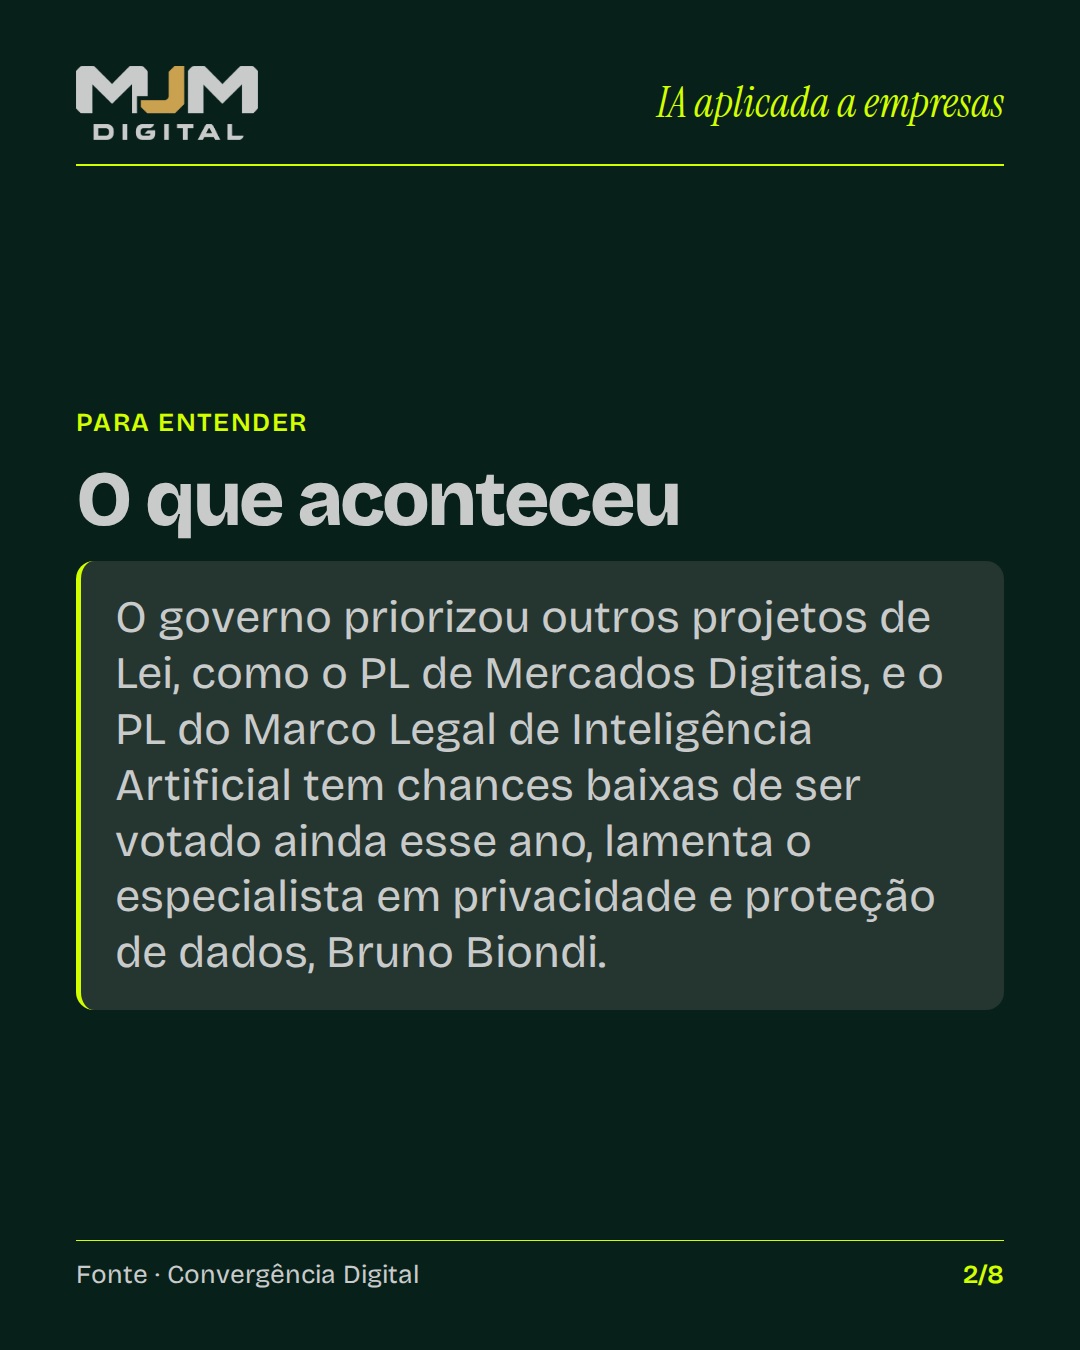 MJM
DIGITAL
IA aplicada a empresas
PARA ENTENDER
O que aconteceu
O governo priorizou outros projetos de
Lei, como o PL de Mercados Digitais, e o
PL do Marco Legal de Inteligência
Artificial tem chances baixas de ser
votado ainda esse ano, lamenta o
especialista em privacidade e proteção
de dados, Bruno Biondi.
Fonte · Convergência Digital
2/8